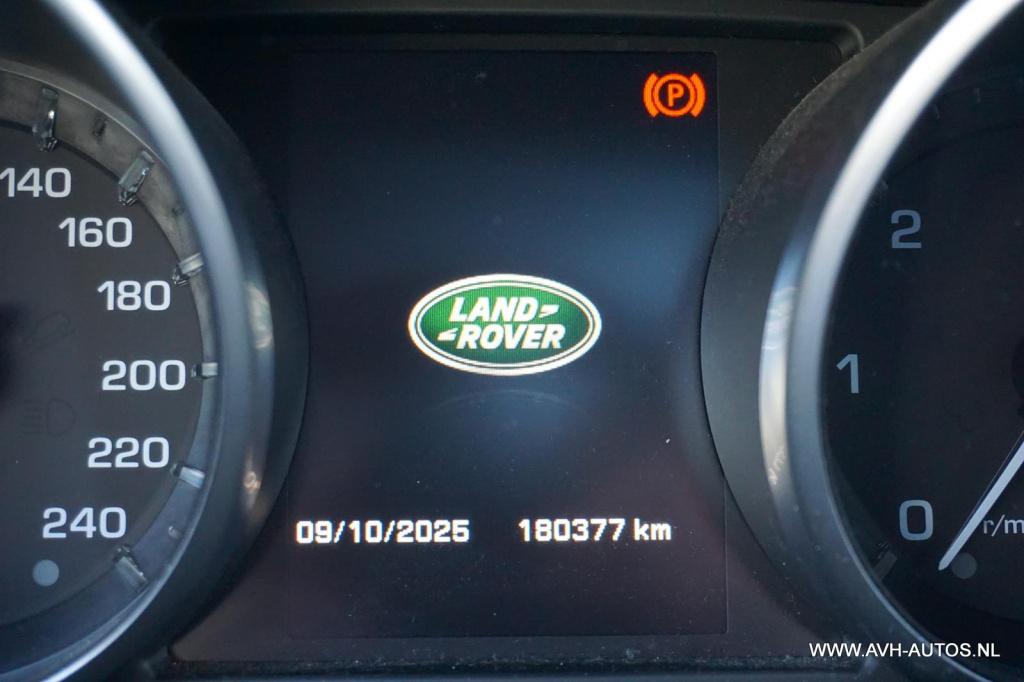 P
140
160
180
200
220
240
LAND
ROVER
09/10/2025 180377 km
2
1
0
r/m
WWW.AVH-AUTOS.NL